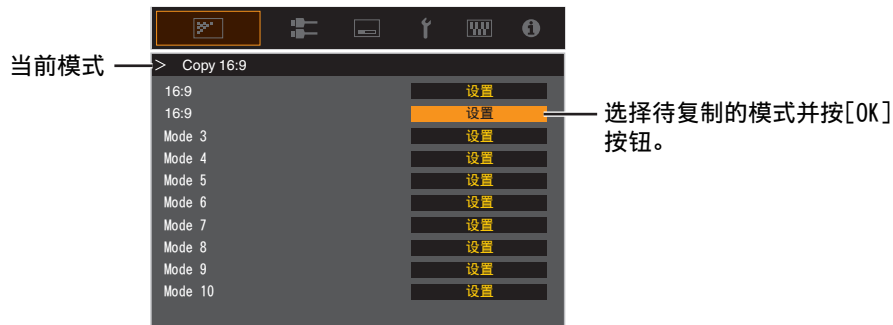 当前模式
> Copy 16:9
16:9 设置
16:9 设置
Mode 3 设置
Mode 4 设置
Mode 5 设置
Mode 6 设置
Mode 7 设置
Mode 8 设置
Mode 9 设置
Mode 10 设置
选择待复制的模式并按[OK]
按钮。